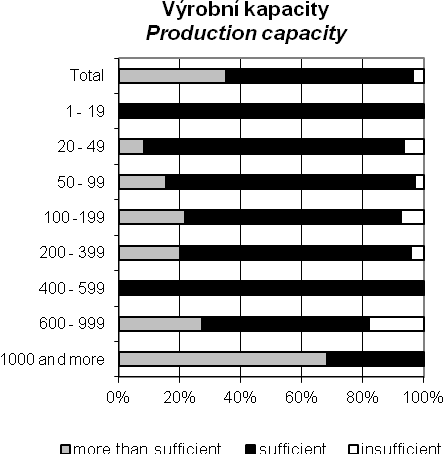 Výrobní kapacity
Production capacity
Total
1 - 19
20 - 49
50 - 99
100 - 199
200 - 399
400 - 599
600 - 999
1000 and more
0% 20% 40% 60% 80% 100%
more than sufficient sufficient insufficient